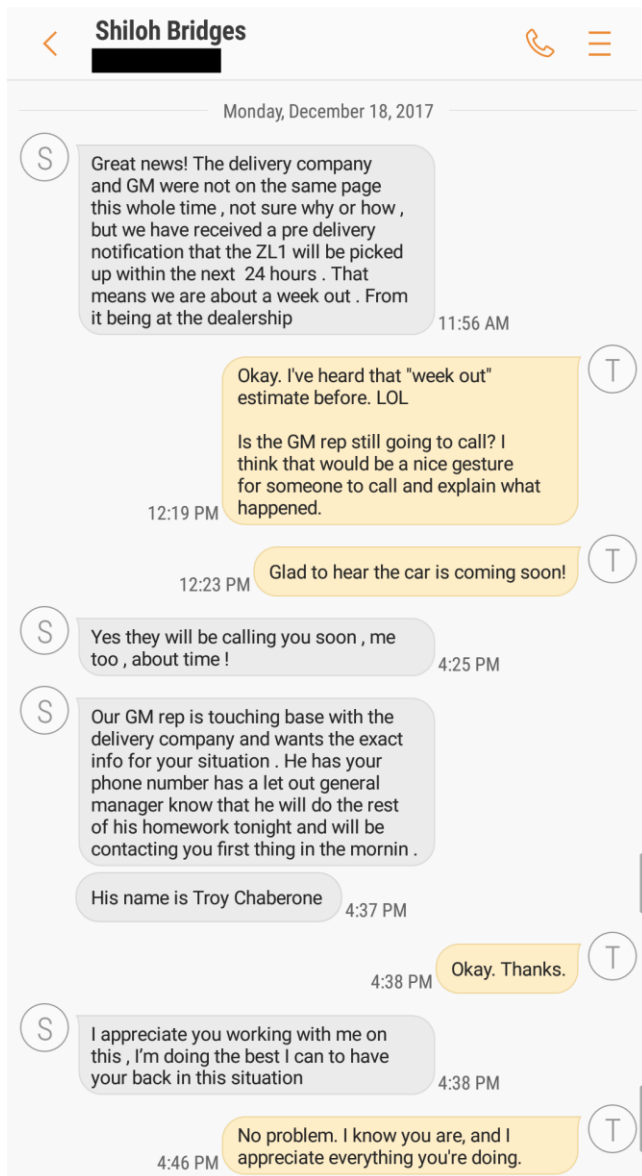 Shiloh Bridges
Monday, December 18, 2017
S
Great news! The delivery company
and GM were not on the same page
this whole time , not sure why or how ,
but we have received a pre delivery
notification that the ZL1 will be picked
up within the next  24 hours . That
means we are about a week out . From
it being at the dealership
11:56 AM
T
Okay. I've heard that "week out"
estimate before. LOL
Is the GM rep still going to call? I
think that would be a nice gesture
for someone to call and explain what
happened.
12:19 PM
T
Glad to hear the car is coming soon!
12:23 PM
S
Yes they will be calling you soon , me
too , about time !
4:25 PM
S
Our GM rep is touching base with the
delivery company and wants the exact
info for your situation . He has your
phone number has a let out general
manager know that he will do the rest
of his homework tonight and will be
contacting you first thing in the mornin .
His name is Troy Chaberone
4:37 PM
T
Okay. Thanks.
4:38 PM
S
I appreciate you working with me on
this , I’m doing the best I can to have
your back in this situation
4:38 PM
T
No problem. I know you are, and I
appreciate everything you're doing.
4:46 PM